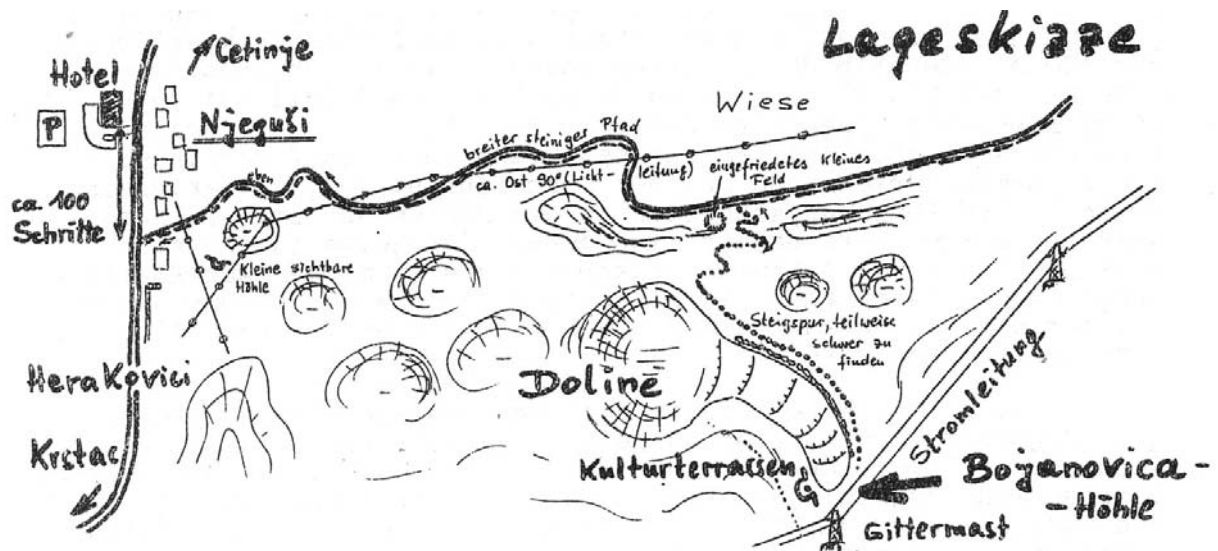 Lageskizze
Cetinje
Hotel
P
Njeguši
ca. 100
Schritte
eben
breiter steiniges Pfad
Wiese
ca. Ost 90° (Licht-
leitung)
eingefriedetes kleines
Feld
Kleine sichtbare
Höhle
Steigspur, teilweise
schwer zu
finden
Herakovici
Krstac
Doline
Kulturterrassen
Stromleitung
Bojanovica-
-Höhle
Gittermast